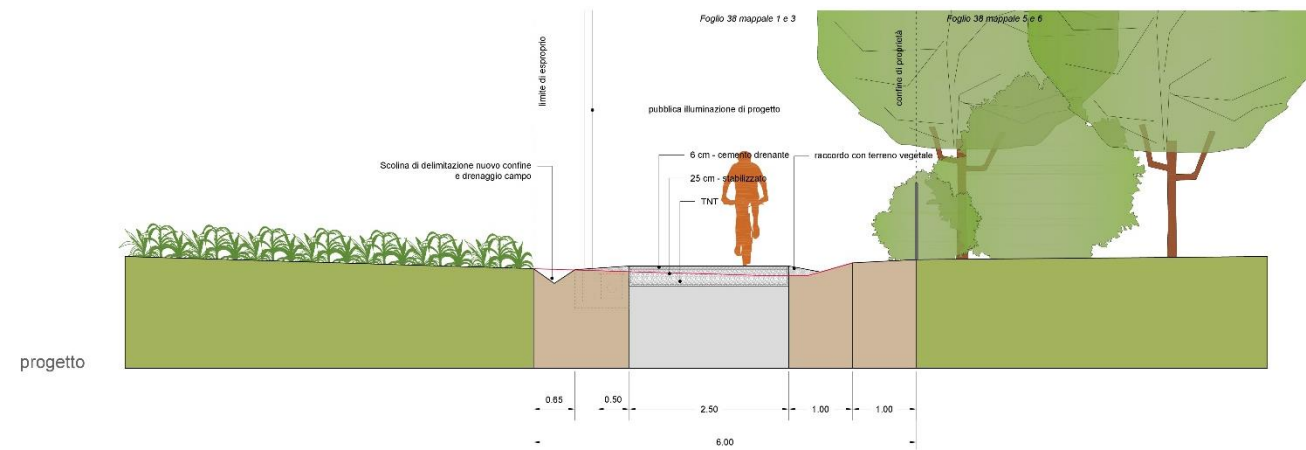 Foglio 38 mappale 1 e 3
Foglio 38 mappale 5 e 6
limite di esproprio
confine di proprietà
pubblica illuminazione di progetto
Scolina di delimitazione nuovo confine
e drenaggio campo
6 cm - cemento drenante
25 cm - stabilizzato
TNT
raccordo con terreno vegetale
progetto
0.65
0.50
2.50
1.00
1.00
6.00